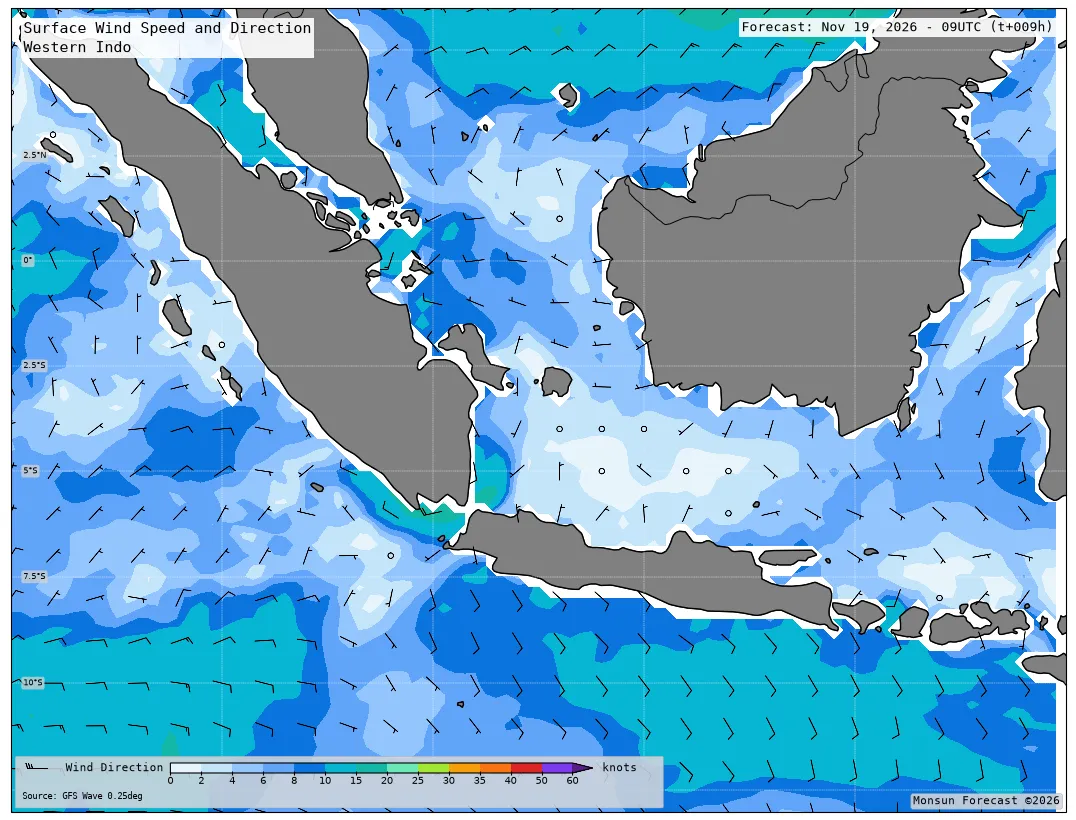 Surface Wind Speed and Direction
Western Indo
Forecast: Nov 19, 2026 - 09UTC (t+009h)
2.5°N
0°
2.5°S
5°S
7.5°S
10°S
Wind Direction
0 2 4 6 8 10 15 20 25 30 40 50 60
knots
Source: GFS Wave 0.25deg
Monsun Forecast ©2026